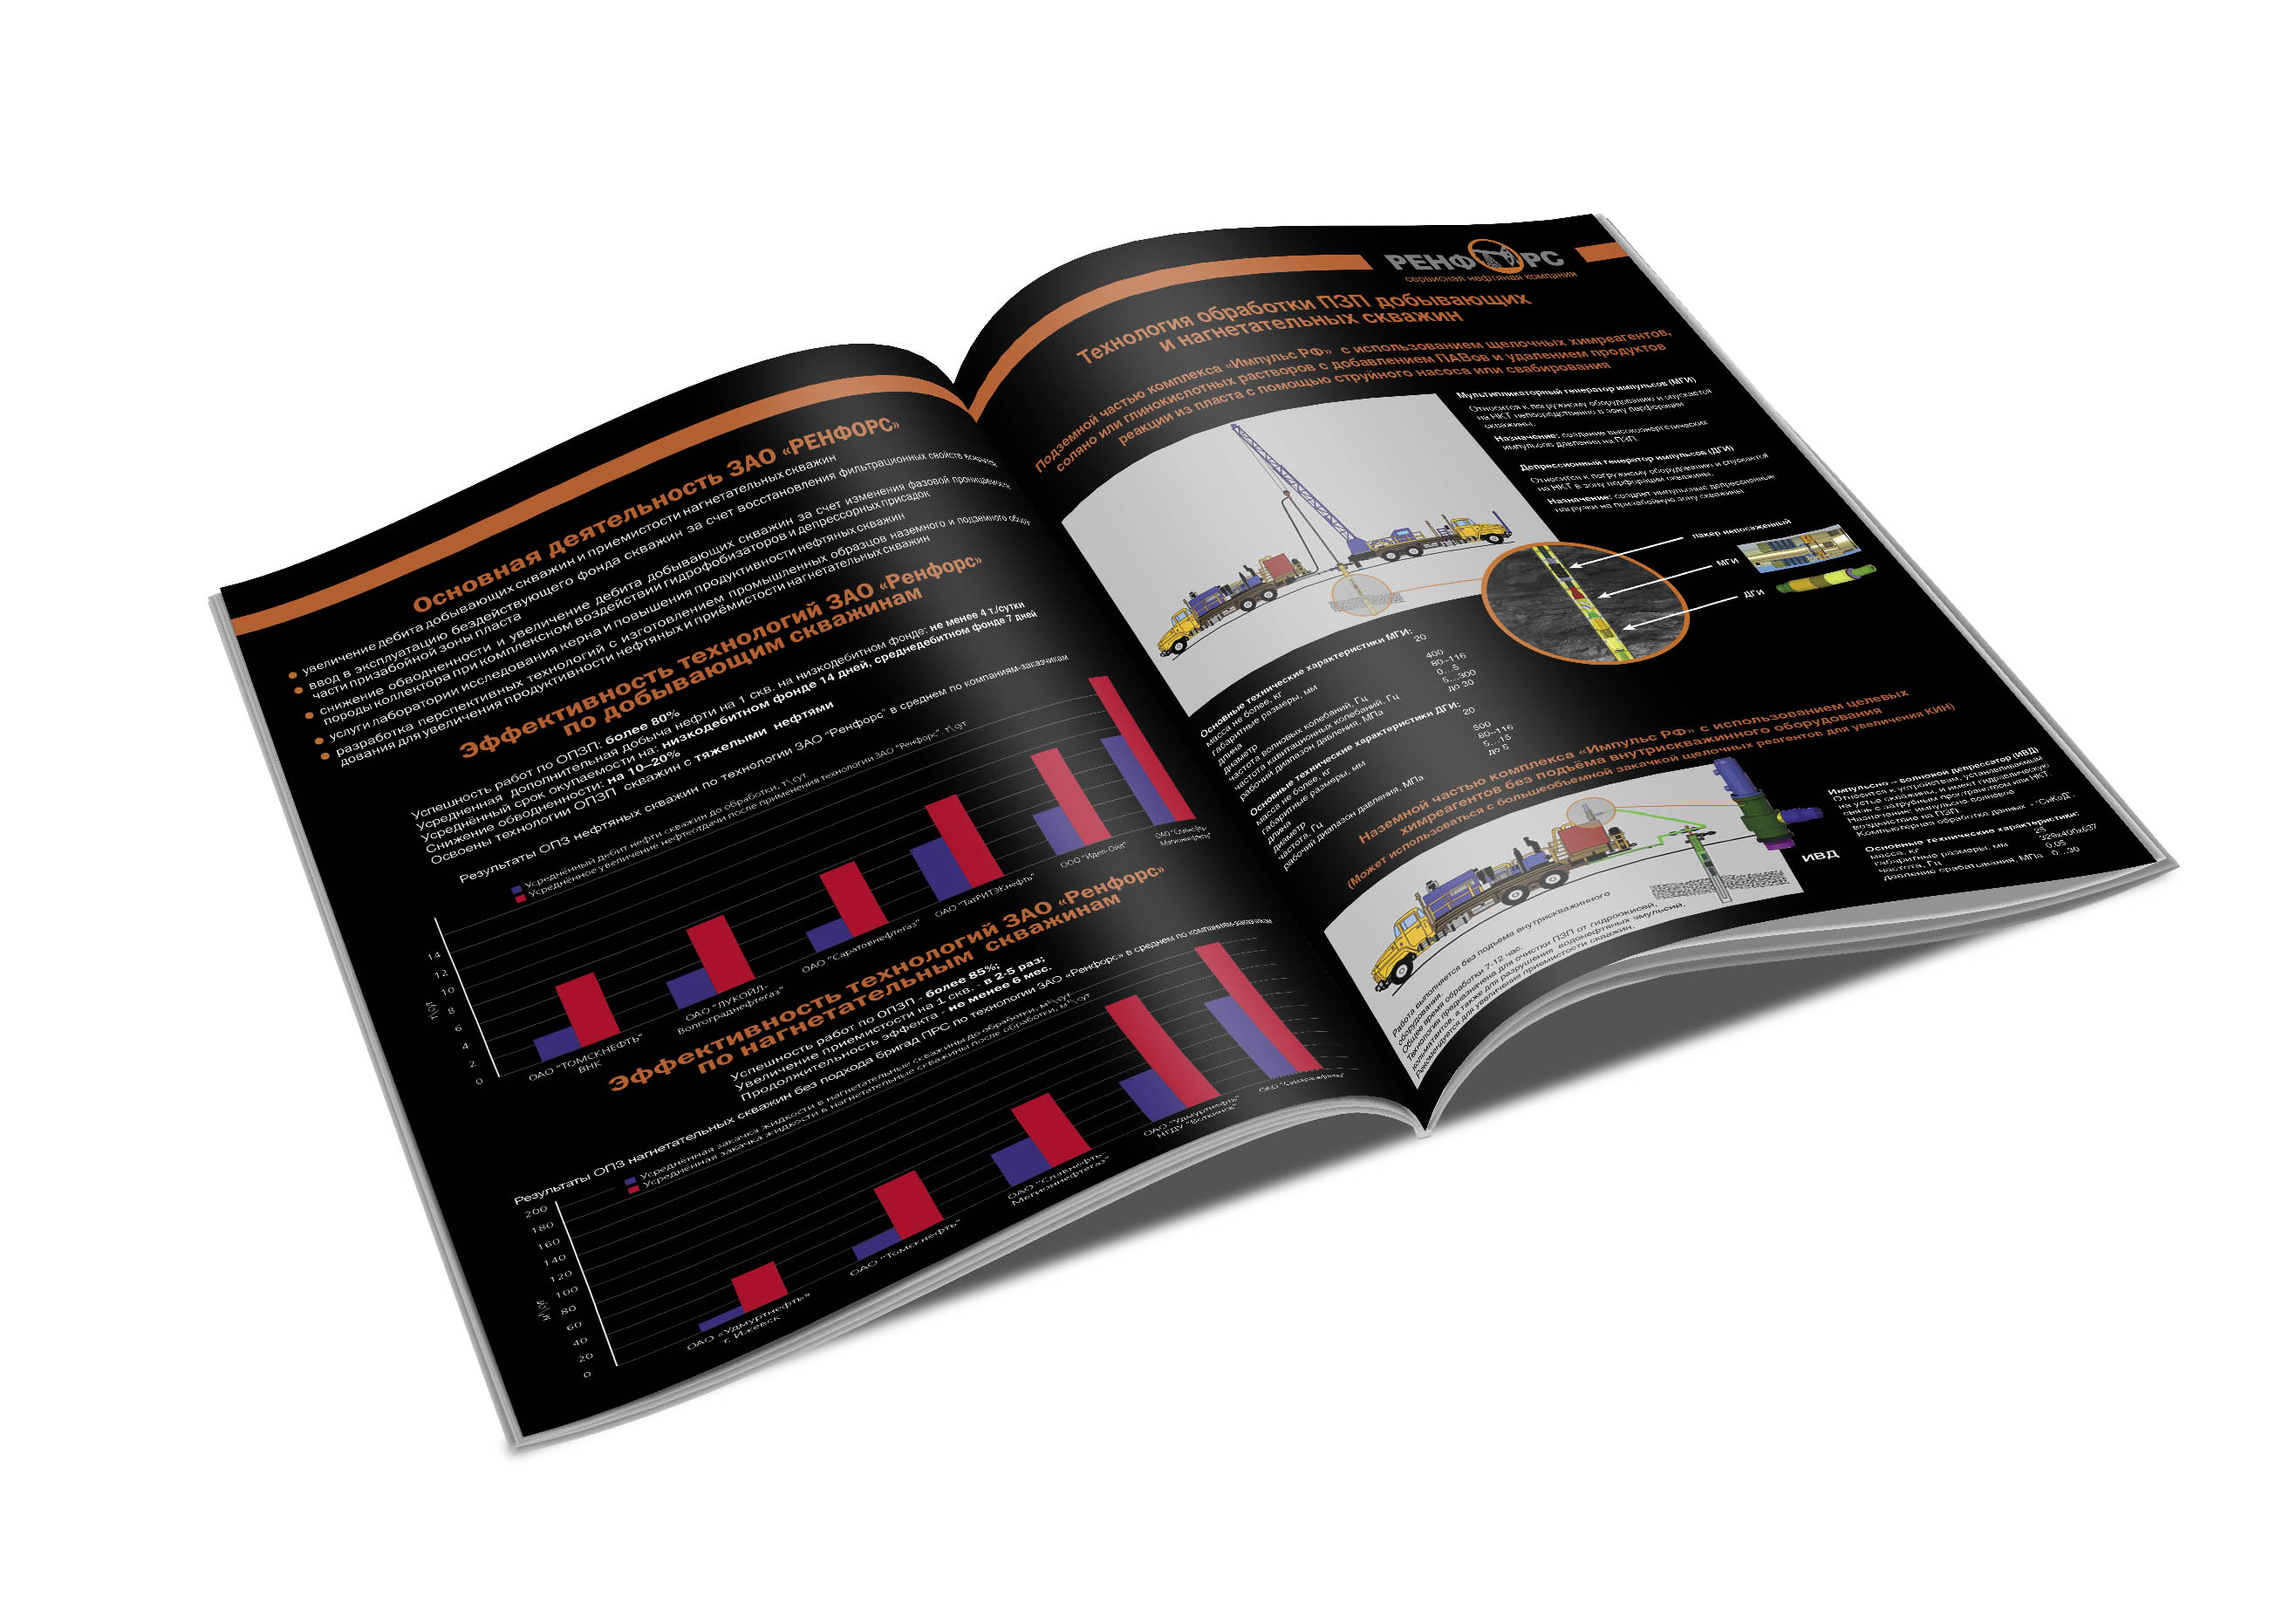 Основная деятельность ЗАО «РЕНФОРС»
увеличение дебита добывающих скважин и приемистости нагнетательных скважин
ввод в эксплуатацию бездействующего фонда скважин за счет восстановления фильтрационных свойств вскрытой
части призабойной зоны пласта
снижение обводненности и увеличение дебита добывающих скважин за счет изменения фазовой проницаемости
породы коллектора при комплексном воздействии гидрофобизаторов и депрессорных присадок
услуги лаборатории исследования керна и повышения продуктивности нефтяных скважин
разработка перспективных технологий с изготовлением промышленных образцов наземного и подземного обору-
дования для увеличения продуктивности нефтяных и приёмистости нагнетательных скважин
Эффективность технологий ЗАО «Ренфорс»
по добывающим скважинам
Успешность работ по ОПЗП: более 80%
Усредненная дополнительная добыча нефти на 1 скв. на низкодебитном фонде: не менее 4 т./сутки
Усреднённый срок окупаемости на: низкодебитном фонде 14 дней, среднедебитном фонде 7 дней
Снижение обводненности: на 10–20%
Освоены технологии ОПЗП скважин с тяжелыми нефтями
Результаты ОПЗ нефтяных скважин по технологии ЗАО "Ренфорс" в среднем по компаниям-заказчикам
Усреднённый дебит нефти скважин до обработки, т\сут.
Усреднённое увеличение нефтеотдачи после применения технологии ЗАО "Ренфорс", т\сут
14
12
10
8
6
4
2
0
т\сут
ОАО "ТОМСКНЕФТЬ"
ВНК
ОАО "ЛУКОЙЛ-
Волгограднефтегаз"
ОАО "Саратовнефтегаз"
ОАО "ТатРИТЭКнефть"
ООО "Идел-Ойл"
ОАО "Славнефть-
Мегионнефтегаз"
Эффективность технологий ЗАО «Ренфорс»
по нагнетательным скважинам
Успешность работ по ОПЗП - более 85%;
Увеличение приемистости на 1 скв. - в 2-5 раз;
Продолжительность эффекта - не менее 6 мес.
Результаты ОПЗ нагнетательных скважин без подхода бригад ПРС по технологии ЗАО «Ренфорс» в среднем по компаниям-заказчикам
Усреднённая закачка жидкости в нагнетательные скважины до обработки, м³\сут
Усреднённая закачка жидкости в нагнетательные скважины после обработки, м³\сут
200
180
160
140
120
100
80
60
40
20
0
ОАО «Удмуртнефть»
г. Ижевск
ОАО "Томскнефть"
ОАО "Славнефть-
Мегионнефтегаз"
ОАО "Удмуртнефть"
НГДУ "Воткинск"
РЕНФОРС
сервисная нефтяная компания
Технология обработки ПЗП добывающих
и нагнетательных скважин
Подземной частью комплекса «Импульс РФ» с использованием щелочных химреагентов,
соляно или глинокислотных растворов с добавлением ПАВов и удалением продуктов
реакции из пласта с помощью струйного насоса или свабирования
Мультипликаторный генератор импульсов (МГИ)
Относится к погружному оборудованию и опускается
на НКТ непосредственно в зону перфорации
скважины.
Назначение: создание высокоэнергетических
импульсов давления на ПЗП.
Депрессионный генератор импульсов (ДГИ)
Относится к погружному оборудованию и спускается
на НКТ в зону перфорации скважины.
Назначение: создает импульсные депрессионные
нагрузки на призабойную зону скважины
пакер непосаженный
МГИ
ДГИ
Основные технические характеристики МГИ:
масса не более, кг 20
габаритные размеры, мм
длина 400
диаметр 80–116
частота волновых колебаний, Гц 0...5
частота кавитационных колебаний, Гц 5...300
рабочий диапазон давления, МПа до 30
Основные технические характеристики ДГИ:
масса не более, кг 20
габаритные размеры, мм
длина 500
диаметр 80–116
частота, Гц 5...15
рабочий диапазон давления, МПа до 5
Наземной частью комплекса «Импульс РФ» с использованием целевых
химреагентов без подъёма внутрискважинного оборудования
(Может использоваться с большеобъемной закачкой щелочных реагентов для увеличения КИН)
ИВД
Импульсно - волновой депрессатор (ИВД)
Относится к устройствам, устанавливаемым
на устье скважины, и имеет гидравлическую
связь с затрубным пространством или НКТ.
Назначение: импульсно-волновое
воздействие на ПЗП.
Компьютерная обработка данных - "СиКоД".
Основные технические характеристики:
масса, кг 25
габаритные размеры, мм 329х400х637
частота, Гц 0,05
давление срабатывания, МПа 0...30
Работа выполняется без подъема внутрискважинного
оборудования.
Общее время обработки 7-12 час.
Технология предназначена для очистки ПЗП от гидроокисей,
кольматантов, а также для разрушения водонефтяных эмульсий,
Рекомендуется для увеличения приемистости скважин.